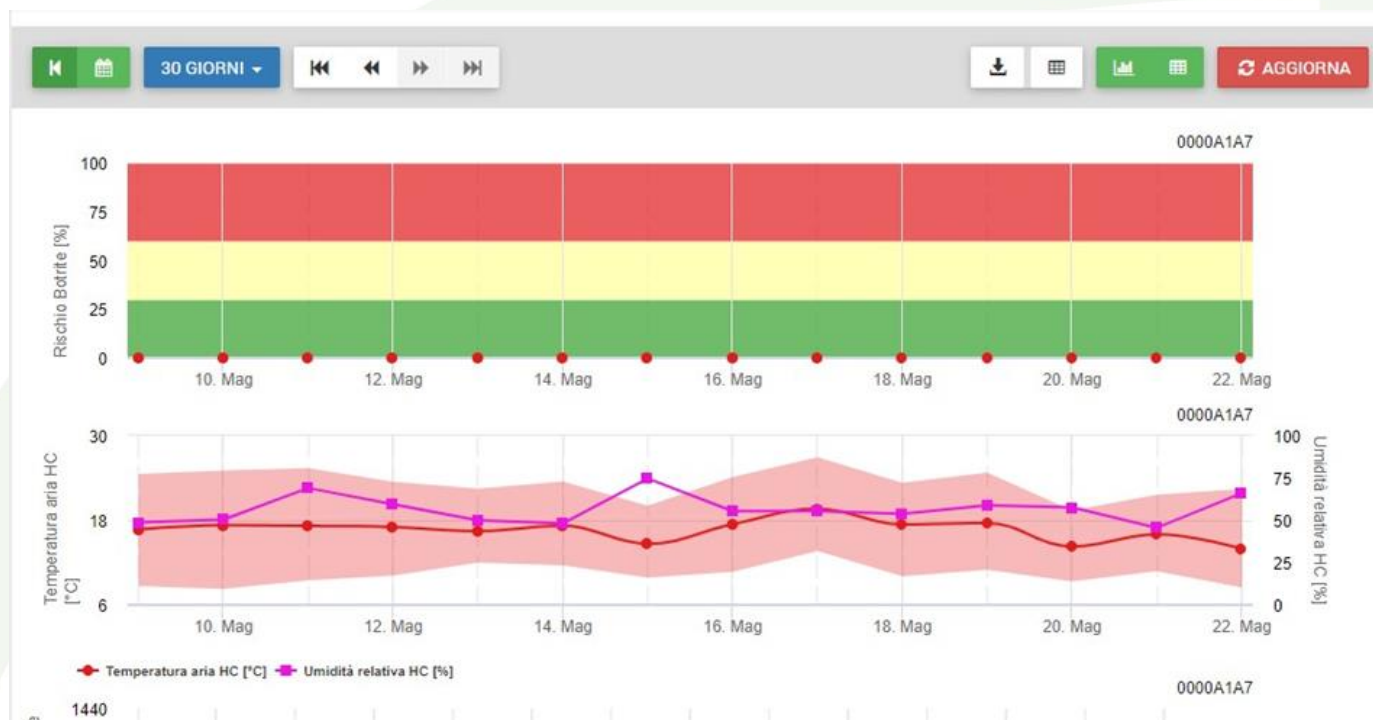 30 GIORNI
AGGIORNA
0000A1A7
100
75
50
25
0
Rischio Botrite [%]
10. Mag 12. Mag 14. Mag 16. Mag 18. Mag 20. Mag 22. Mag
0000A1A7
30
18
6
Temperatura aria HC
[°C]
100
75
50
25
0
Umidità relativa HC [%]
10. Mag 12. Mag 14. Mag 16. Mag 18. Mag 20. Mag 22. Mag
Temperatura aria HC [°C] Umidità relativa HC [%]
0000A1A7
1440